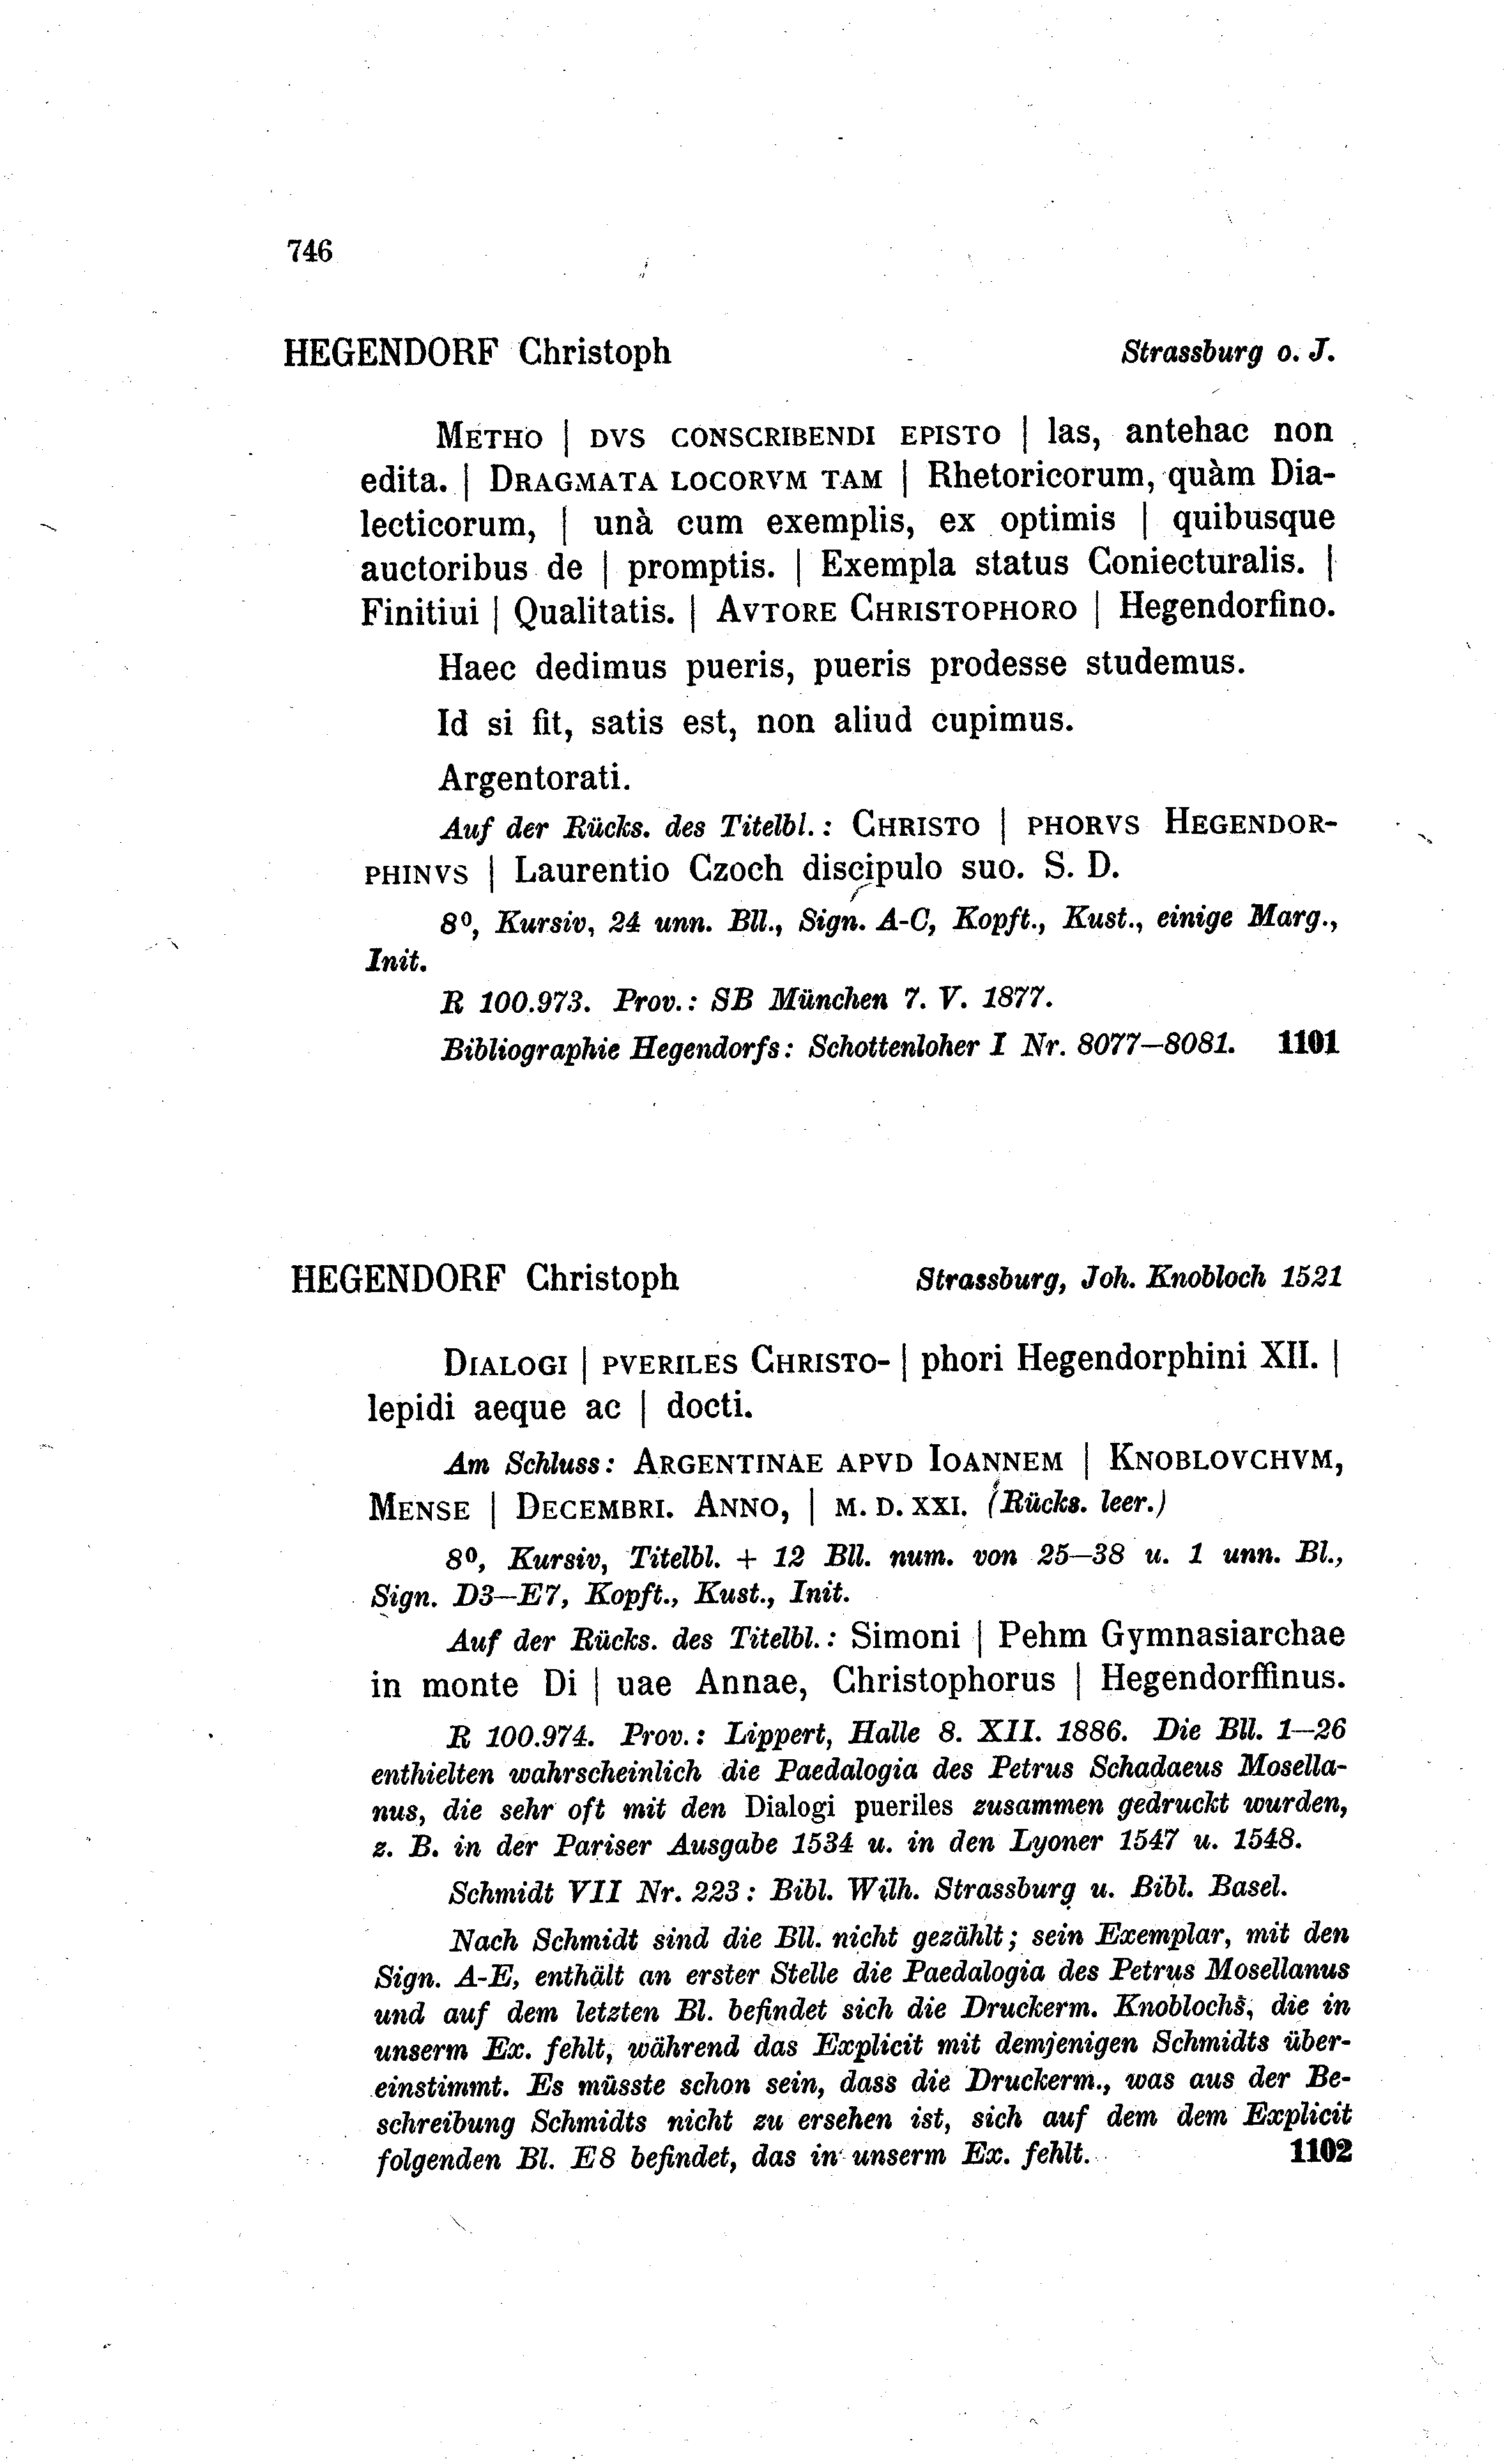 746
HEGENDORF Christoph Strassburg o. J.
METHO | DVS CONSCRIBENDI EPISTO | las, antehac non
edita. | DRAGMATA LOCORVM TAM | Rhetoricorum, quàm Dia-
lecticorum, | unà cum exemplis, ex optimis | quibusque
auctoribus de | promptis. | Exempla status Coniecturalis. |
Finitiui | Qualitatis. | AVTORE CHRISTOPHORO | Hegendorfino.
Haec dedimus pueris, pueris prodesse studemus.
Id si fit, satis est, non aliud cupimus.
Argentorati.
Auf der Rücks. des Titelbl.: CHRISTO | PHORVS HEGENDOR-
PHINVS | Laurentio Czoch discipulo suo. S. D.
8⁰, Kursiv, 24 unn. Bll., Sign. A-C, Kopft., Kust., einige Marg.,
Init.
R 100.973. Prov.: SB München 7. V. 1877.
Bibliographie Hegendorfs: Schottenloher I Nr. 8077—8081. 1101
HEGENDORF Christoph Strassburg, Joh. Knobloch 1521
DIALOGI | PVERILES CHRISTO- | phori Hegendorphini XII. |
lepidi aeque ac | docti.
Am Schluss: ARGENTINAE APVD IOANNEM | KNOBLOVCHVM,
MENSE | DECEMBRI. ANNO, | M. D. XXI. (Rücks. leer.)
8⁰, Kursiv, Titelbl. + 12 Bll. num. von 25—38 u. 1 unn. Bl.,
Sign. D3—E7, Kopft., Kust., Init.
Auf der Rücks. des Titelbl.: Simoni | Pehm Gymnasiarchae
in monte Di | uae Annae, Christophorus | Hegendorffinus.
R 100.974. Prov.: Lippert, Halle 8. XII. 1886. Die Bll. 1—26
enthielten wahrscheinlich die Paedalogia des Petrus Schadaeus Mosella-
nus, die sehr oft mit den Dialogi pueriles zusammen gedruckt wurden,
z. B. in der Pariser Ausgabe 1534 u. in den Lyoner 1547 u. 1548.
Schmidt VII Nr. 223: Bibl. Wilh. Strassburg u. Bibl. Basel.
Nach Schmidt sind die Bll. nicht gezählt; sein Exemplar, mit den
Sign. A-E, enthält an erster Stelle die Paedalogia des Petrus Mosellanus
und auf dem letzten Bl. befindet sich die Druckerm. Knoblochs, die in
unserm Ex. fehlt, während das Explicit mit demjenigen Schmidts über-
einstimmt. Es müsste schon sein, dass die Druckerm., was aus der Be-
schreibung Schmidts nicht zu ersehen ist, sich auf dem dem Explicit
folgenden Bl. E8 befindet, das in unserm Ex. fehlt. 1102